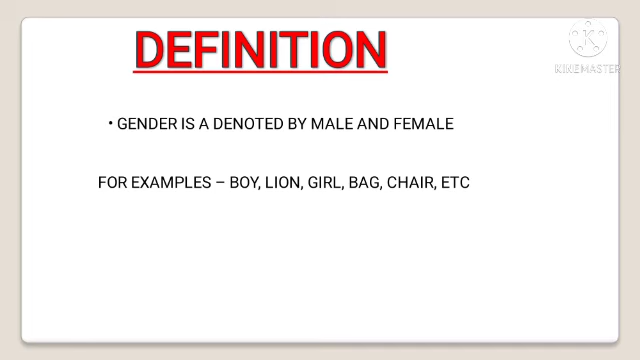 DEFINITION
KINEMASTER
• GENDER IS A DENOTED BY MALE AND FEMALE
FOR EXAMPLES – BOY, LION, GIRL, BAG, CHAIR, ETC